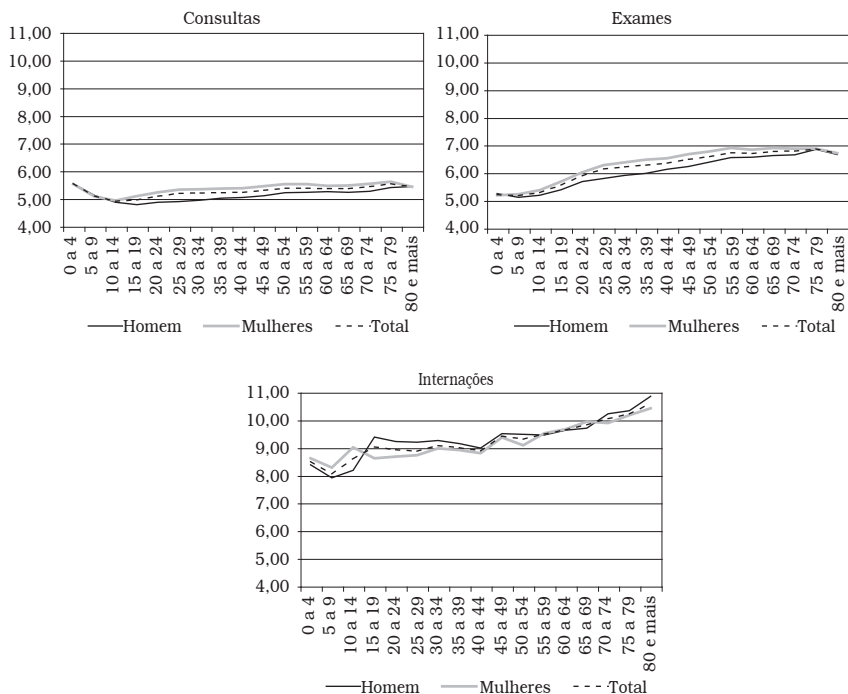 Consultas
11,00
10,00
9,00
8,00
7,00
6,00
5,00
4,00
0 a 4
5 a 9
10 a 14
15 a 19
20 a 24
25 a 29
30 a 34
35 a 39
40 a 44
45 a 49
50 a 54
55 a 59
60 a 64
65 a 69
70 a 74
75 a 79
80 e mais
Homem Mulheres Total
Exames
11,00
10,00
9,00
8,00
7,00
6,00
5,00
4,00
0 a 4
5 a 9
10 a 14
15 a 19
20 a 24
25 a 29
30 a 34
35 a 39
40 a 44
45 a 49
50 a 54
55 a 59
60 a 64
65 a 69
70 a 74
75 a 79
80 e mais
Homem Mulheres Total
Internações
11,00
10,00
9,00
8,00
7,00
6,00
5,00
4,00
0 a 4
5 a 9
10 a 14
15 a 19
20 a 24
25 a 29
30 a 34
35 a 39
40 a 44
45 a 49
50 a 54
55 a 59
60 a 64
65 a 69
70 a 74
75 a 79
80 e mais
Homem Mulheres Total